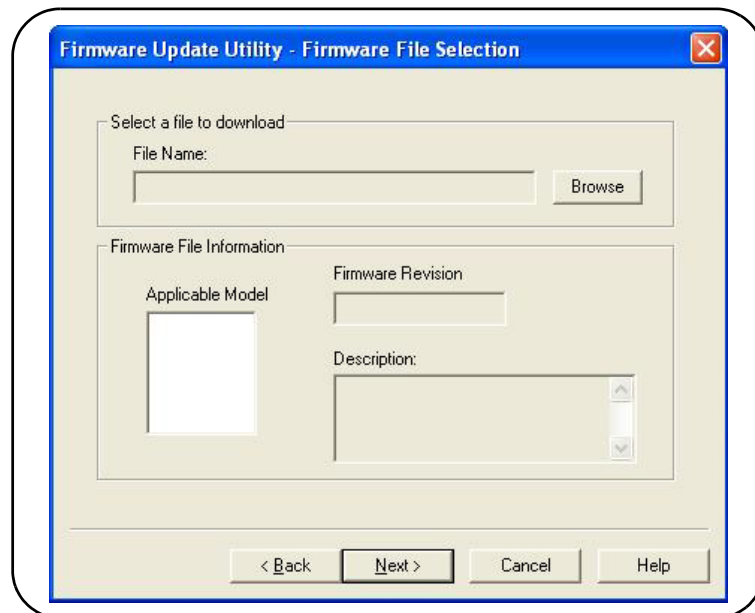 Firmware Update Utility - Firmware File Selection
Select a file to download
File Name:
Browse
Firmware File Information
Applicable Model
Firmware Revision
Description:
< Back
Next >
Cancel
Help